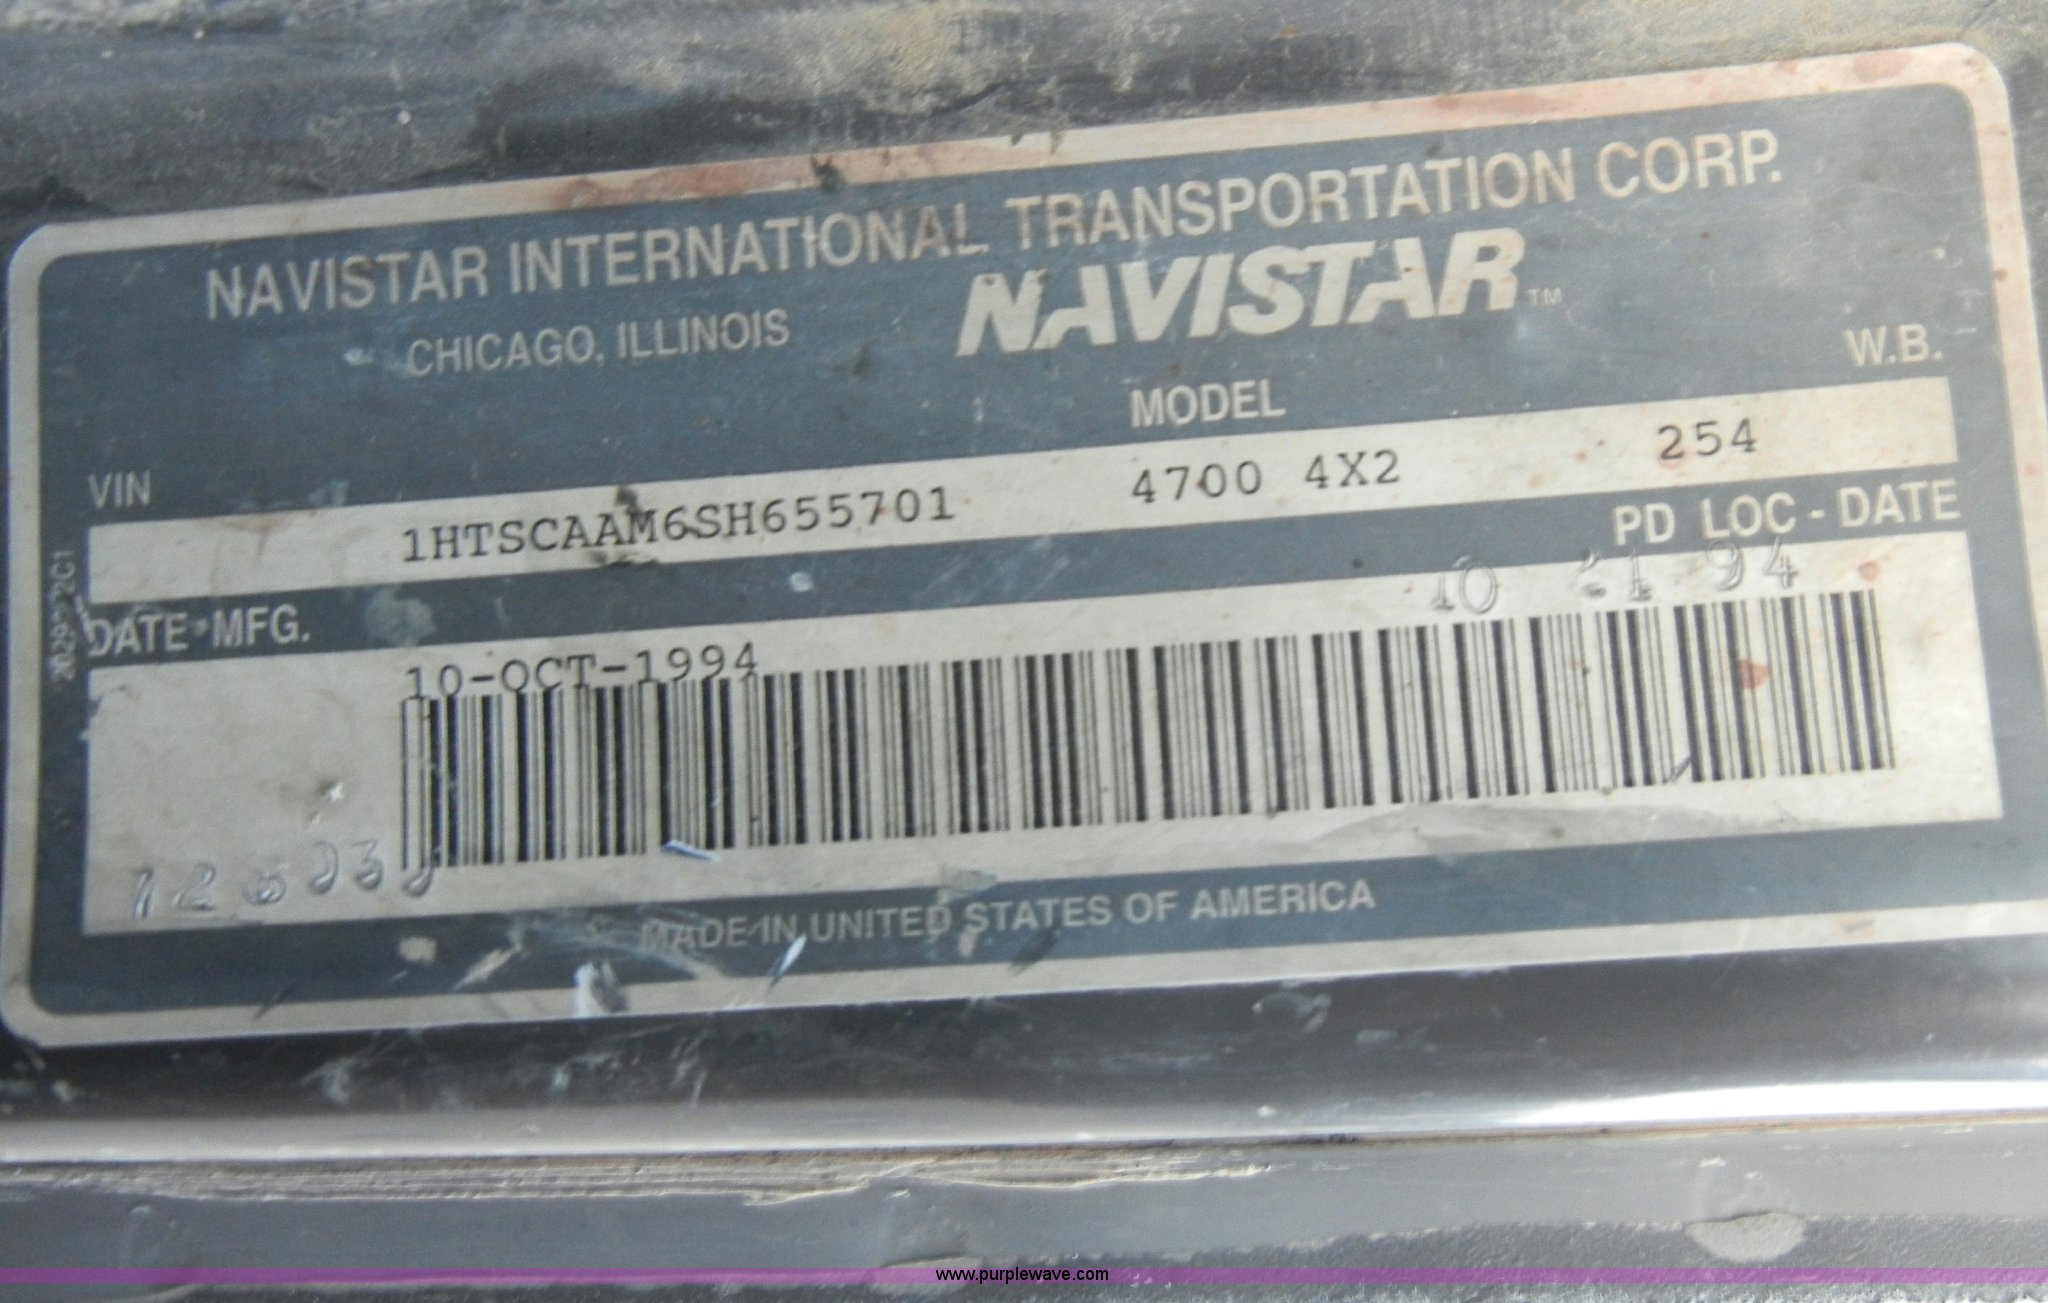 NAVISTAR INTERNATIONAL TRANSPORTATION CORP.
CHICAGO, ILLINOIS
NAVISTAR™
VIN
MODEL
W.B.
1HTSCAAM6SH655701
4700 4X2
254
DATE MFG.
PD LOC - DATE
10-OCT-1994
10 21 94
MADE IN UNITED STATES OF AMERICA
www.purplewave.com